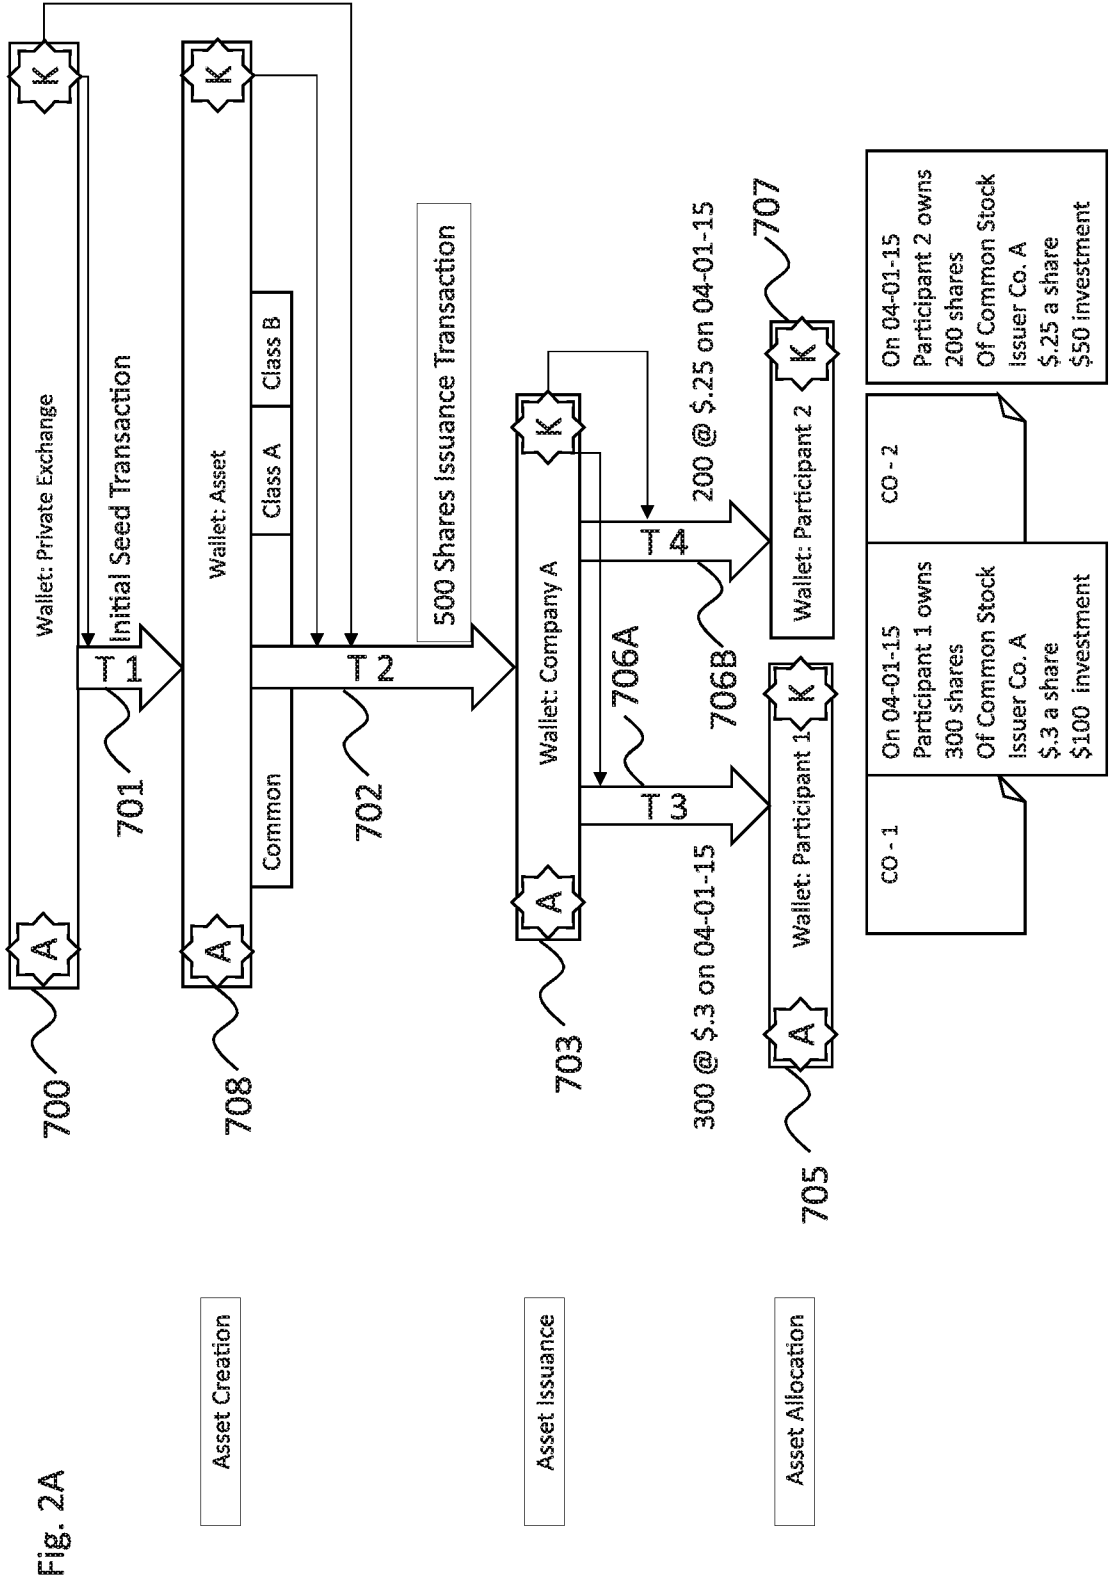 Fig. 2A
700
A
Wallet: Private Exchange
K
701
T 1
Initial Seed Transaction
Asset Creation
708
A
Wallet: Asset
K
Common
Class A
Class B
702
T 2
500 Shares Issuance Transaction
Asset Issuance
703
A
Wallet: Company A
K
300 @ $.3 on 04-01-15
T 3
706A
706B
T 4
200 @ $.25 on 04-01-15
Asset Allocation
705
A
Wallet: Participant 1
K
Wallet: Participant 2
K
707
CO - 1
On 04-01-15
Participant 1 owns
300 shares
Of Common Stock
Issuer Co. A
$.3 a share
$100 investment
CO - 2
On 04-01-15
Participant 2 owns
200 shares
Of Common Stock
Issuer Co. A
$.25 a share
$50 investment